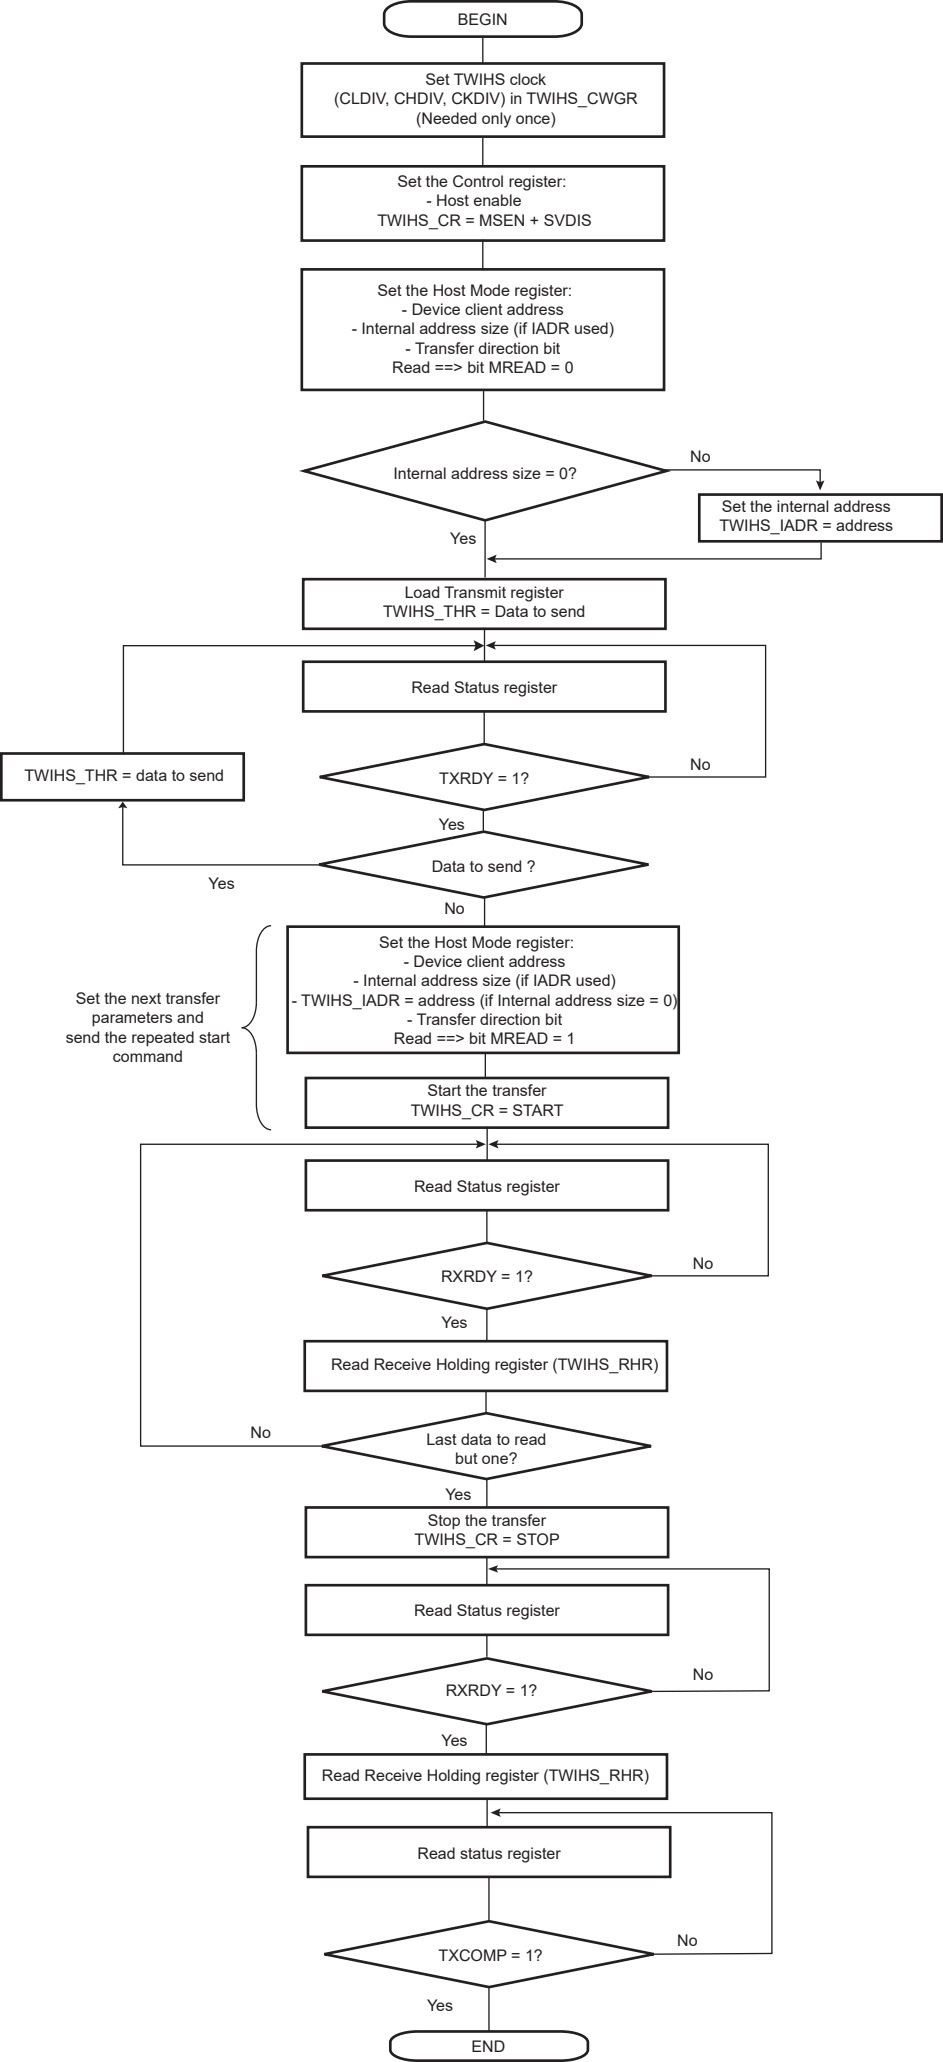 BEGIN
Set TWIHS clock
(CLDIV, CHDIV, CKDIV) in TWIHS_CWGR
(Needed only once)
Set the Control register:
- Host enable
TWIHS_CR = MSEN + SVDIS
Set the Host Mode register:
- Device client address
- Internal address size (if IADR used)
- Transfer direction bit
Read ==> bit MREAD = 0
Internal address size = 0?
No
Set the internal address
TWIHS_IADR = address
Yes
Load Transmit register
TWIHS_THR = Data to send
Read Status register
TXRDY = 1?
No
TWIHS_THR = data to send
Yes
Data to send ?
Yes
No
Set the Host Mode register:
- Device client address
- Internal address size (if IADR used)
- TWIHS_IADR = address (if Internal address size = 0)
- Transfer direction bit
Read ==> bit MREAD = 1
Set the next transfer
parameters and
send the repeated start
command
Start the transfer
TWIHS_CR = START
Read Status register
RXRDY = 1?
No
Yes
Read Receive Holding register (TWIHS_RHR)
Last data to read
but one?
No
Yes
Stop the transfer
TWIHS_CR = STOP
Read Status register
RXRDY = 1?
No
Yes
Read Receive Holding register (TWIHS_RHR)
Read status register
TXCOMP = 1?
No
Yes
END